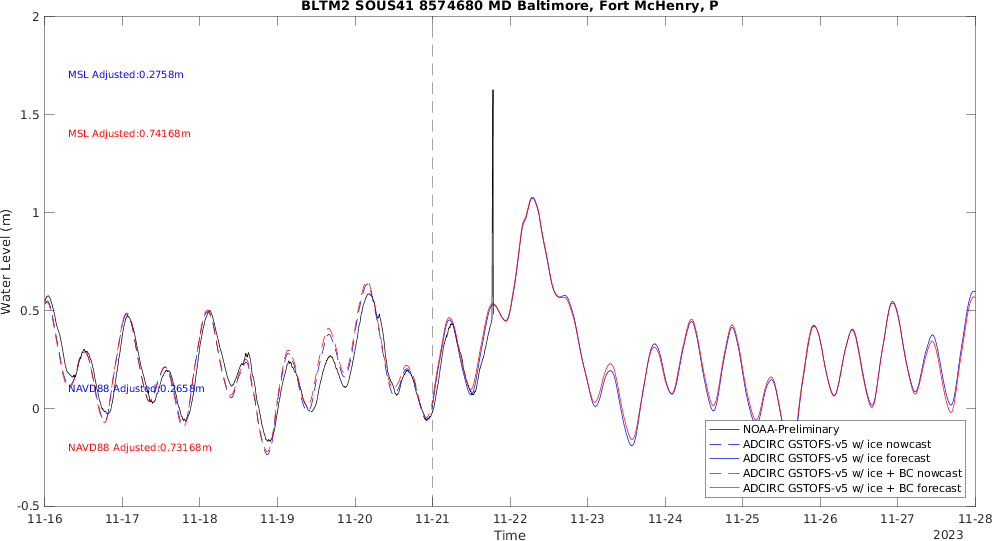 BLTM2 SOUS41 8574680 MD Baltimore, Fort McHenry, P
2
1.5
1
0.5
0
-0.5
Water Level (m)
MSL Adjusted:0.2758m
MSL Adjusted:0.74168m
NAVD88 Adjusted:0.2658m
NAVD88 Adjusted:0.73168m
NOAA-Preliminary
ADCIRC GSTOFS-v5 w/ ice nowcast
ADCIRC GSTOFS-v5 w/ ice forecast
ADCIRC GSTOFS-v5 w/ ice + BC nowcast
ADCIRC GSTOFS-v5 w/ ice + BC forecast
11-16 11-17 11-18 11-19 11-20 11-21 11-22 11-23 11-24 11-25 11-26 11-27 11-28
Time
2023